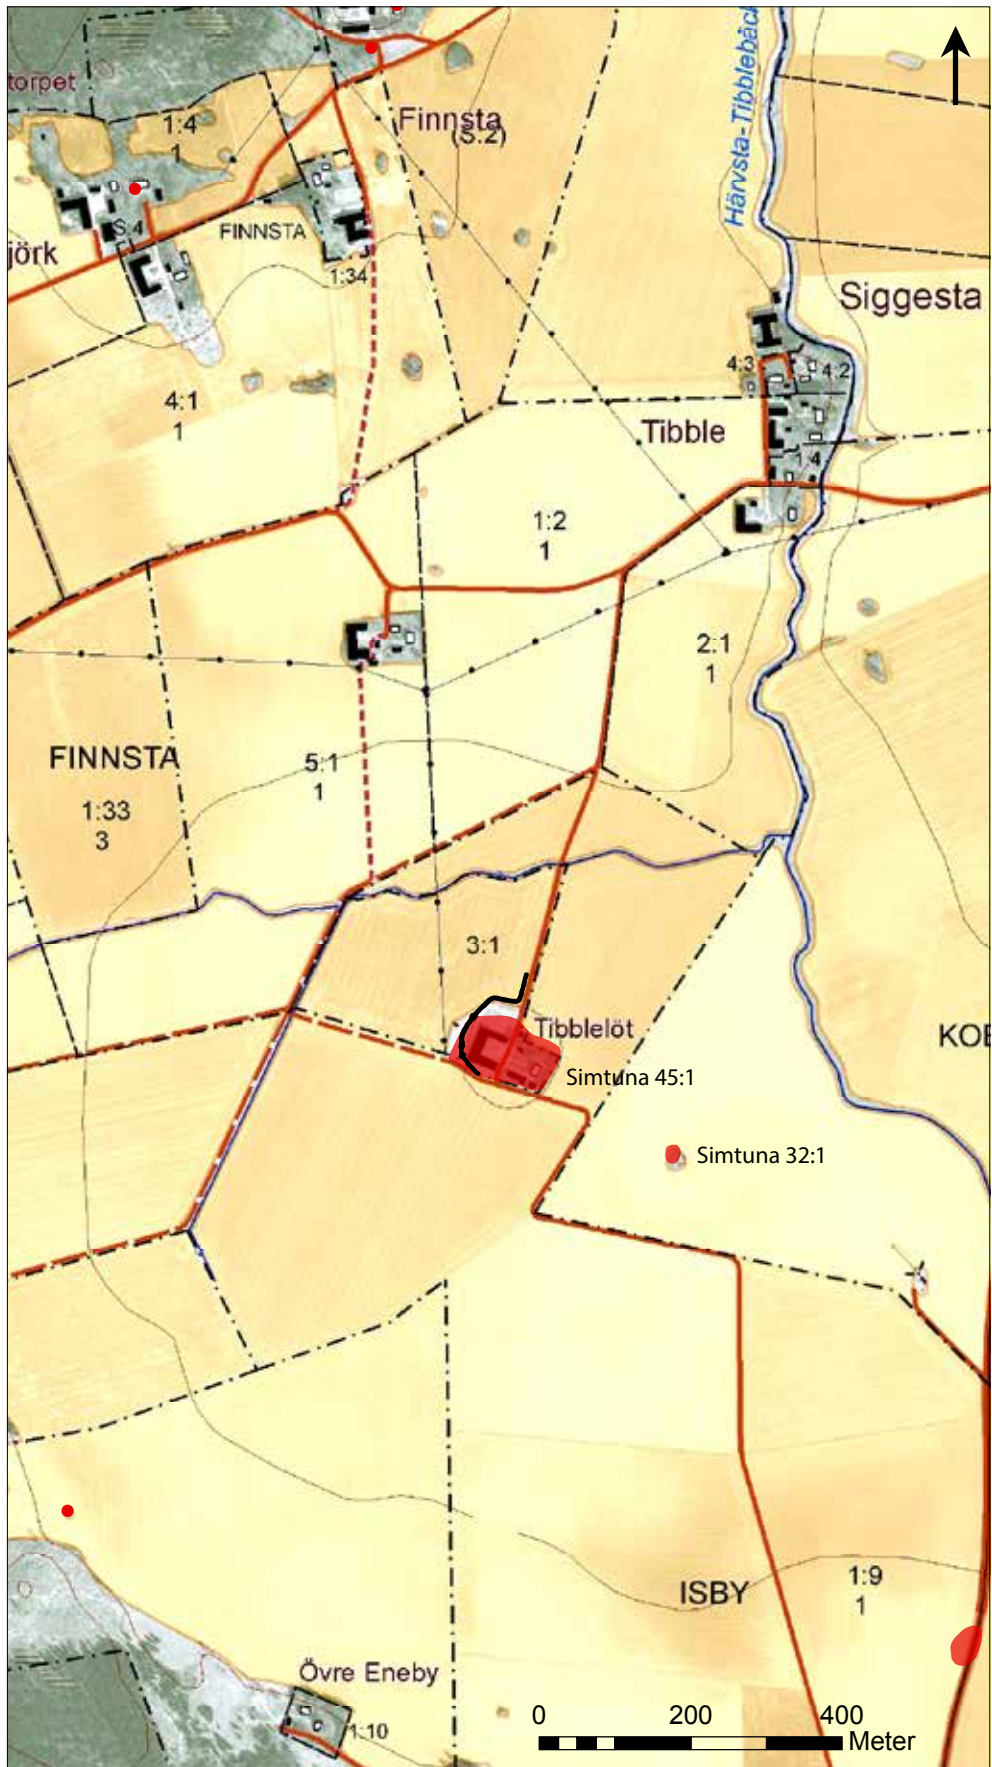 torpet
1:4
1
Finnsta
(S:2)
Härvsta-Tibblebäck
S:4
FINNSTA
jörk
1:34
Siggesta
4:3
4:2
4:1
1
Tibble
1:4
1:2
1
2:1
1
FINNSTA
5:1
1
1:33
3
3:1
Tibblelöt
KOB
Simtuna 45:1
Simtuna 32:1
ISBY
1:9
1
Övre Eneby
1:10
0 200 400
Meter